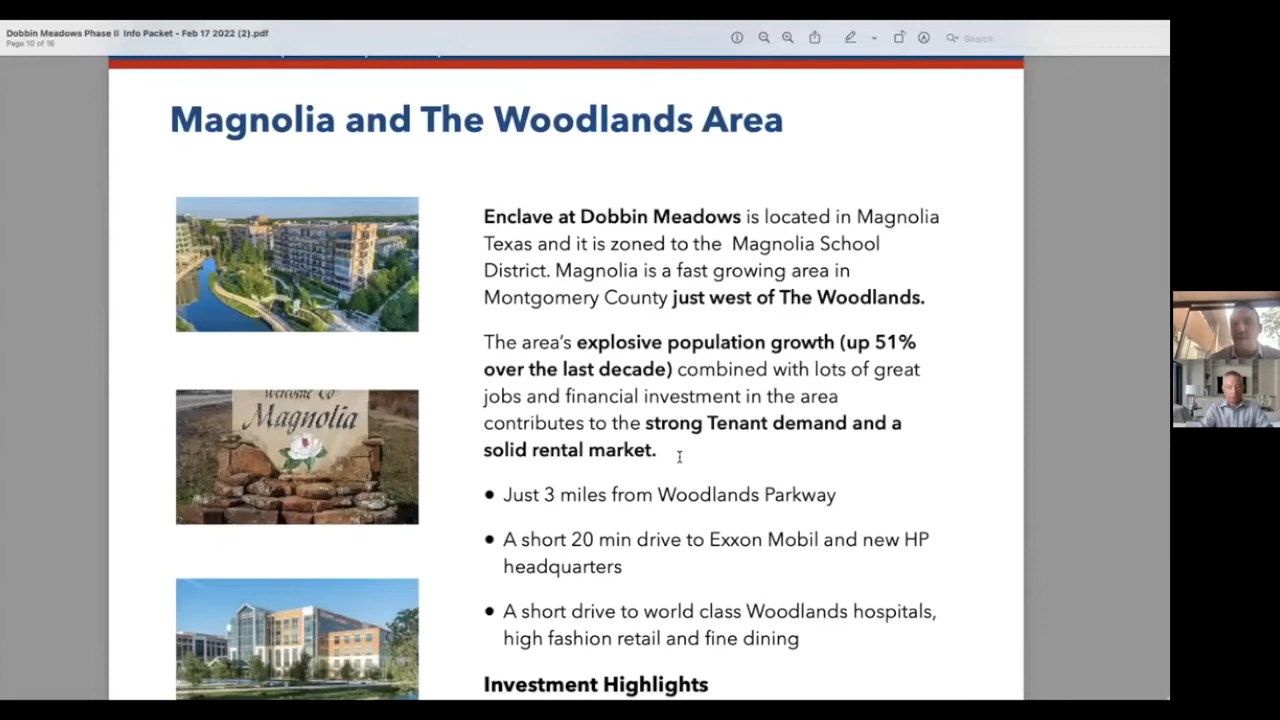 Dobbin Meadows Phase II Info Packet - Feb 17 2022 (2).pdf
Page 10 of 16
Search
Magnolia and The Woodlands Area
Enclave at Dobbin Meadows is located in Magnolia
Texas and it is zoned to the Magnolia School
District. Magnolia is a fast growing area in
Montgomery County just west of The Woodlands.
The area's explosive population growth (up 51%
over the last decade) combined with lots of great
jobs and financial investment in the area
contributes to the strong Tenant demand and a
solid rental market.
Welcome To
Magnolia
• Just 3 miles from Woodlands Parkway
• A short 20 min drive to Exxon Mobil and new HP
headquarters
• A short drive to world class Woodlands hospitals,
high fashion retail and fine dining
Investment Highlights